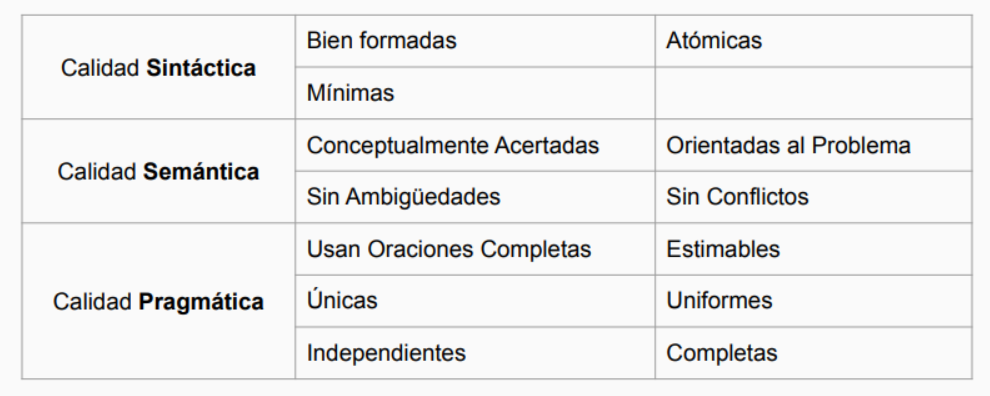 Calidad Sintáctica
Bien formadas
Atómicas
Mínimas
Calidad Semántica
Conceptualmente Acertadas
Orientadas al Problema
Sin Ambigüedades
Sin Conflictos
Calidad Pragmática
Usan Oraciones Completas
Estimables
Únicas
Uniformes
Independientes
Completas